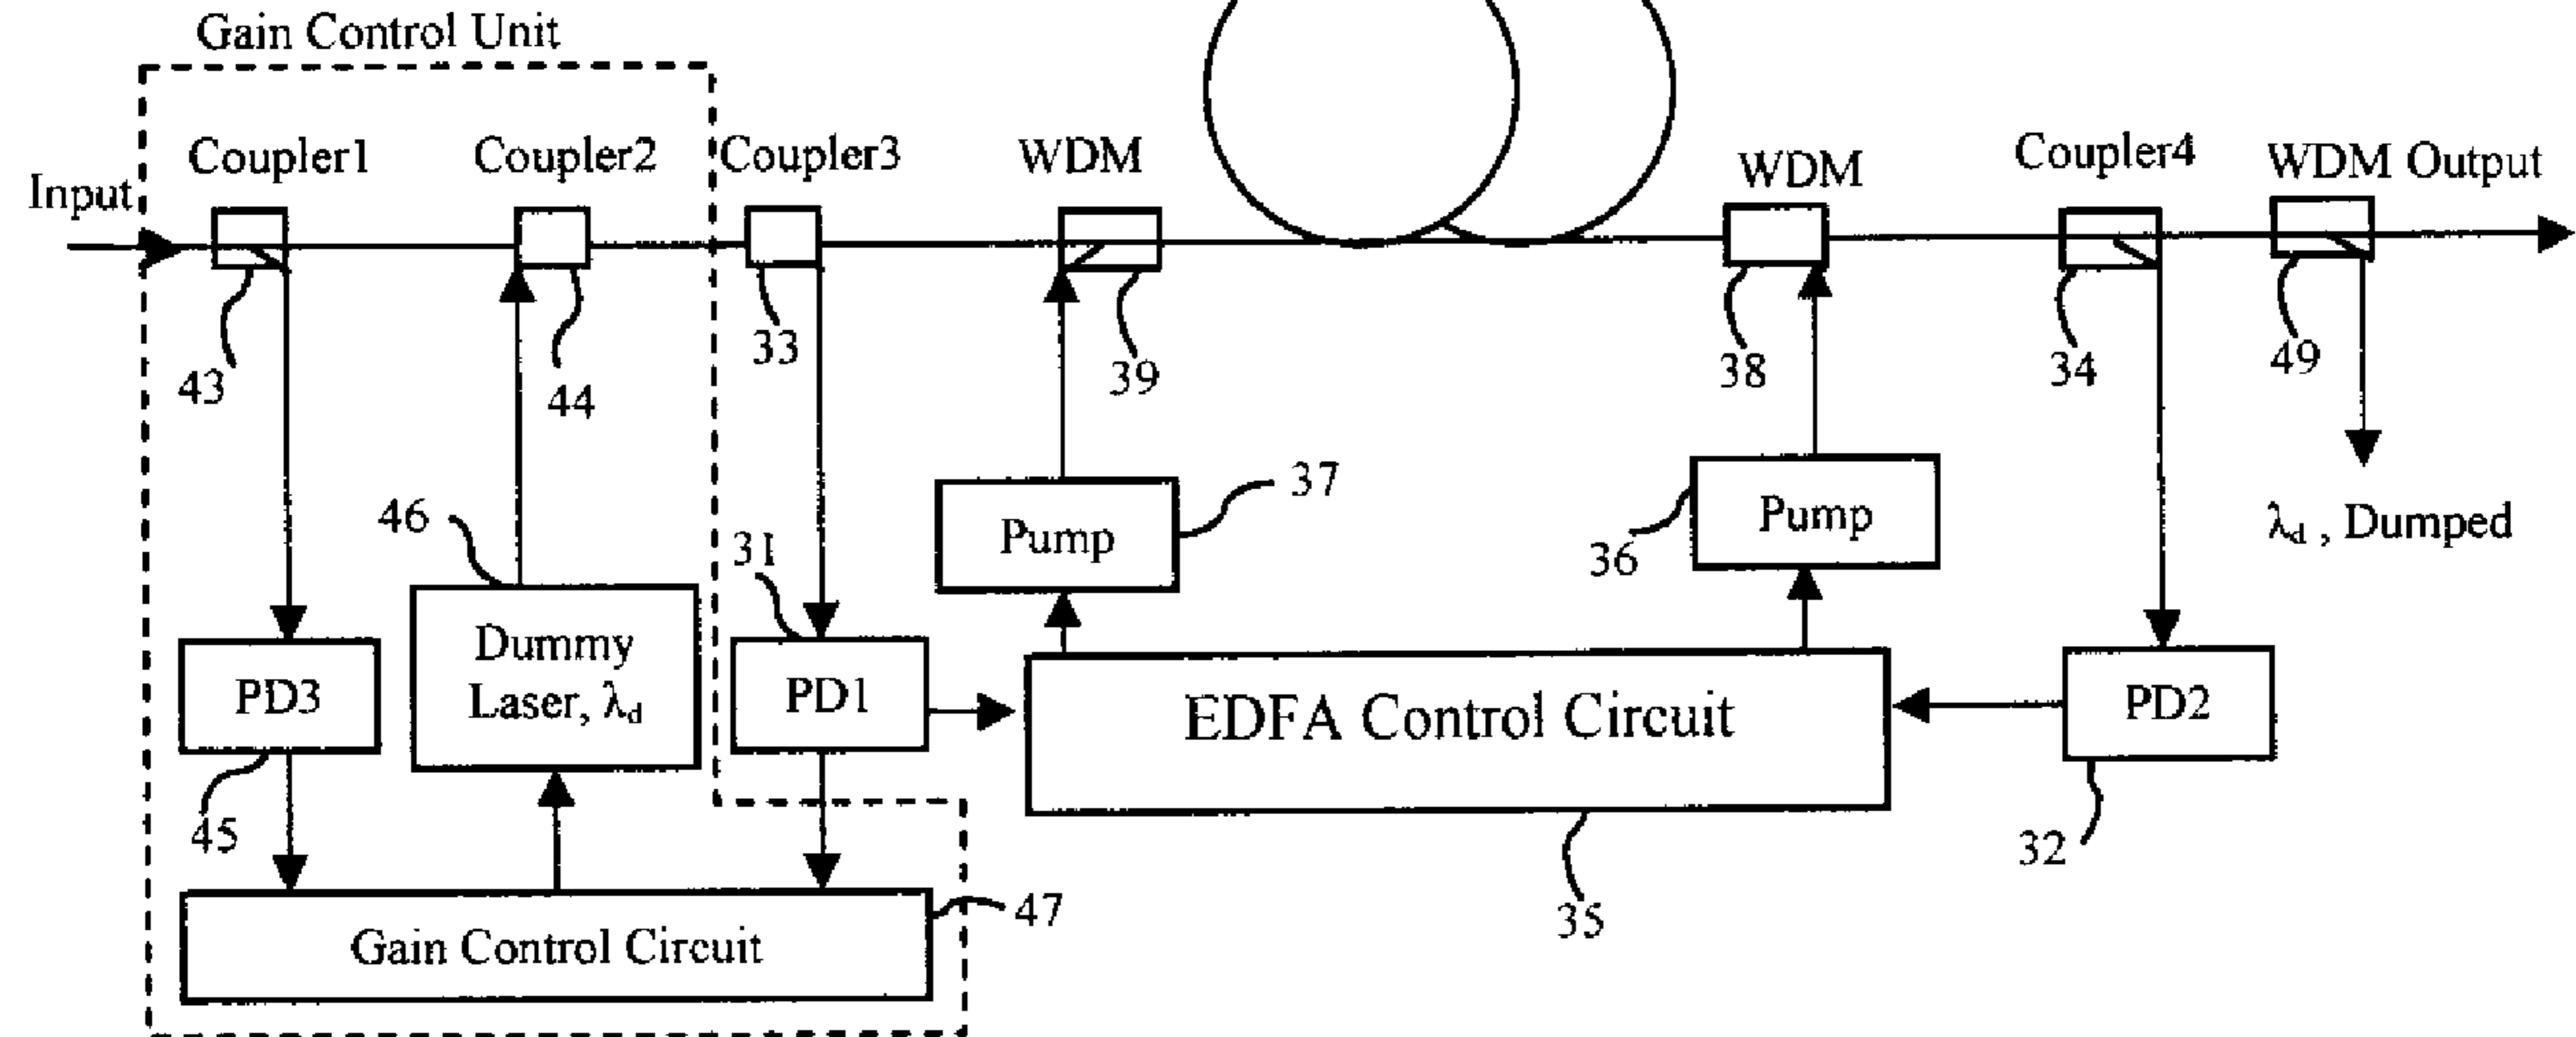 Gain Control Unit
Coupler1
Coupler2
Coupler3
WDM
WDM
Coupler4
WDM Output
Input
43
44
33
39
38
34
49
46
31
37
36
Pump
Pump
λd , Dumped
PD3
Dummy
Laser, λd
PD1
EDFA Control Circuit
PD2
45
32
47
35
Gain Control Circuit